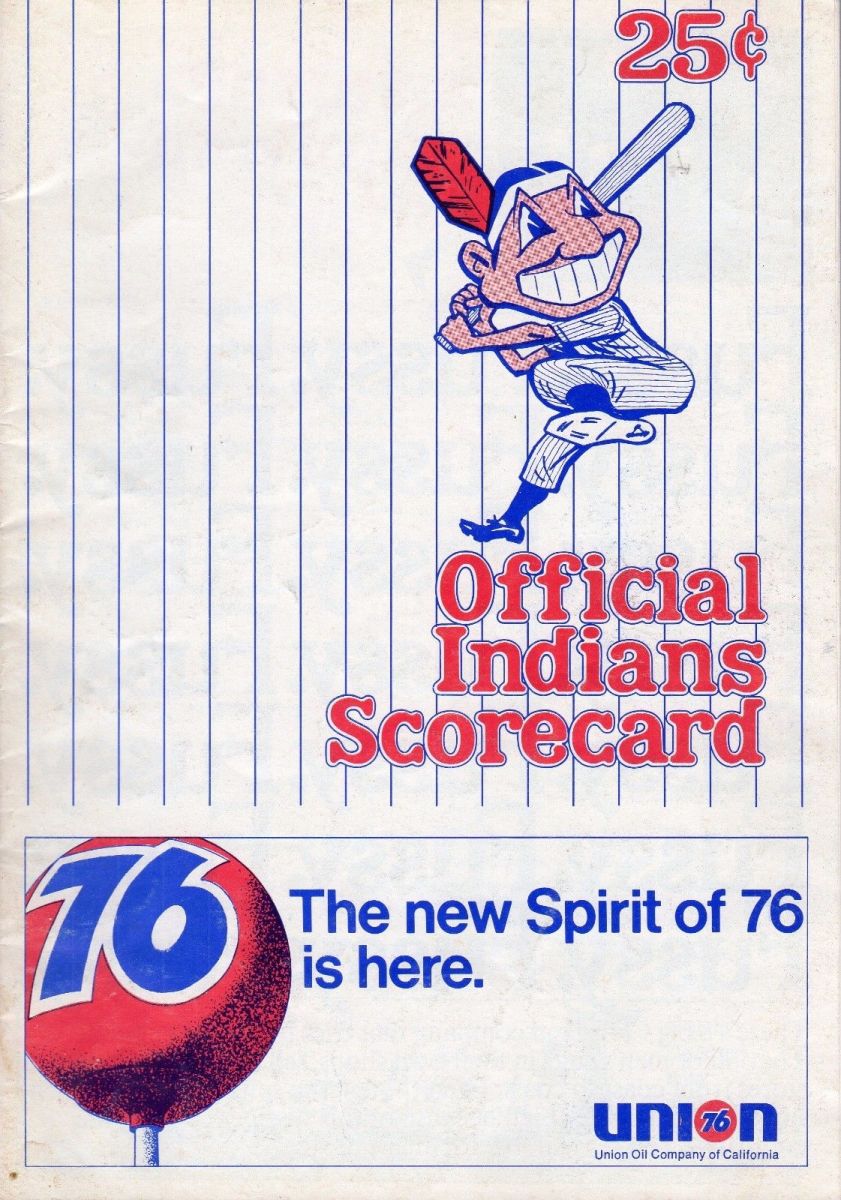 25¢
Official
Indians
Scorecard
76
The new Spirit of 76
is here.
union 76
Union Oil Company of California